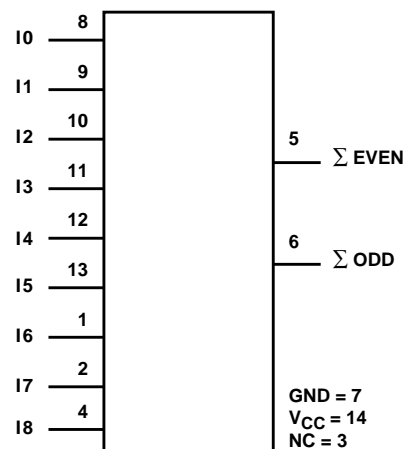 I0 8
I1 9
I2 10
I3 11
I4 12
I5 13
I6 1
I7 2
I8 4
5 Σ EVEN
6 Σ ODD
GND = 7
VCC = 14
NC = 3